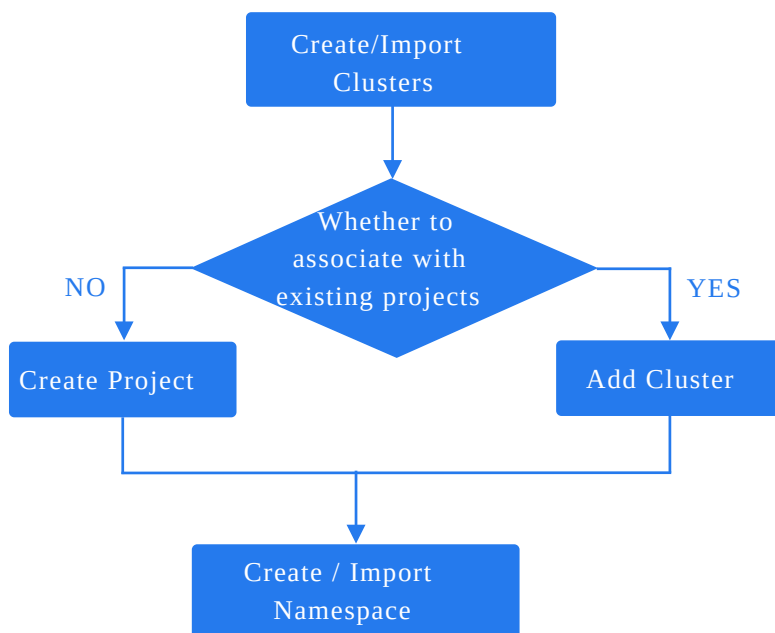 Create/Import
Clusters
Whether to
associate with
existing projects
NO
YES
Create Project
Add Cluster
Create / Import
Namespace